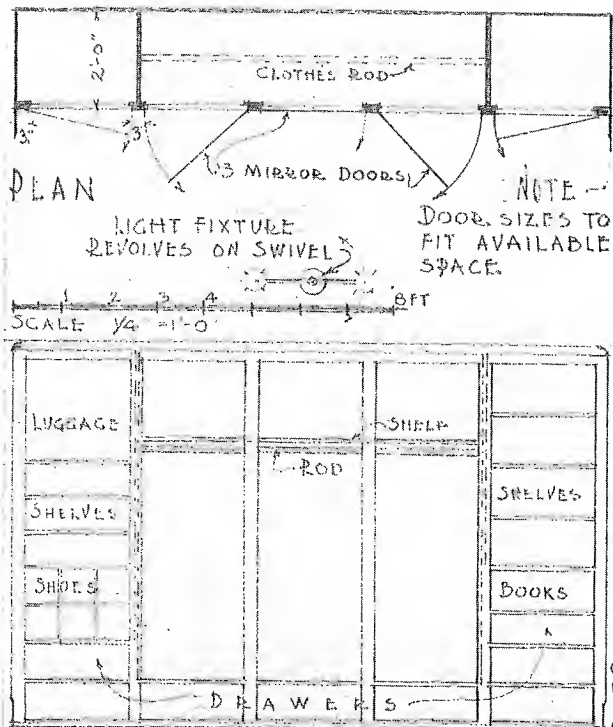 2'-0"
CLOTHES ROD
3"
3"
3 MIRROR DOORS
PLAN
NOTE -
DOOR SIZES TO
FIT AVAILABLE
SPACE
LIGHT FIXTURE
REVOLVES ON SWIVEL
1 2 3 4 8FT
SCALE 1/4 = 1'-0
LUGGAGE
SHELF
ROD
SHELVES
SHELVES
SHOES
BOOKS
DRAWERS